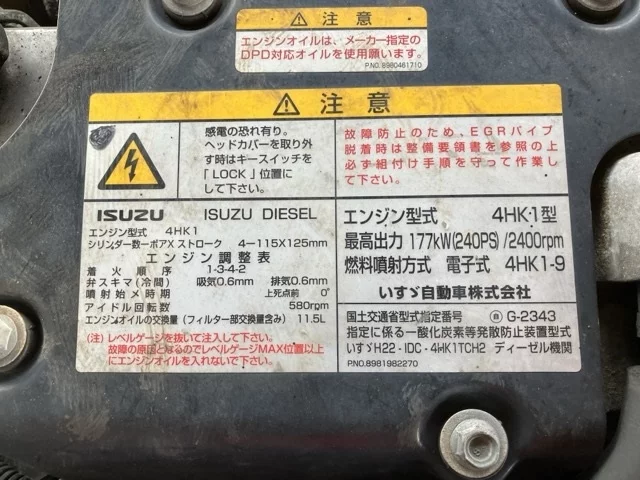 ⚠ 注意
エンジンオイルは、メーカー指定の
DPD対応オイルを使用願います。
P.NO. 8980461710
⚠ 注意
感電の恐れ有り。
ヘッドカバーを取り外
す時はキースイッチを
「LOCK」位置に
して下さい。
故障防止のため、EGRパイプ
脱着時は整備要領書を参照の上
必ず組付け手順を守って作業し
て下さい。
ISUZU ISUZU DIESEL
エンジン型式 4HK1
シリンダ数ーボアXストローク 4-115X125mm
エンジン調整表
着火順序 1-3-4-2
弁スキマ(冷間) 吸気0.6mm 排気0.6mm
噴射始メ時期 上死点前 0°
アイドル回転数 580rpm
エンジンオイルの交換量(フィルター部交換量含み) 11.5L
(注)レベルゲージを抜いて注入して下さい。
故障の原因となるのでレベルゲージMAX位置以上
にエンジンオイルを入れないで下さい。
エンジン型式 4HK1型
最高出力 177kW(240PS)/2400rpm
燃料噴射方式 電子式 4HK1-9
いすゞ自動車株式会社
国土交通省型式指定番号 G-2343
指定に係る一酸化炭素等発散防止装置型式
いすゞH22-IDC-4HK1TCH2 ディーゼル機関
P.NO. 8981982270